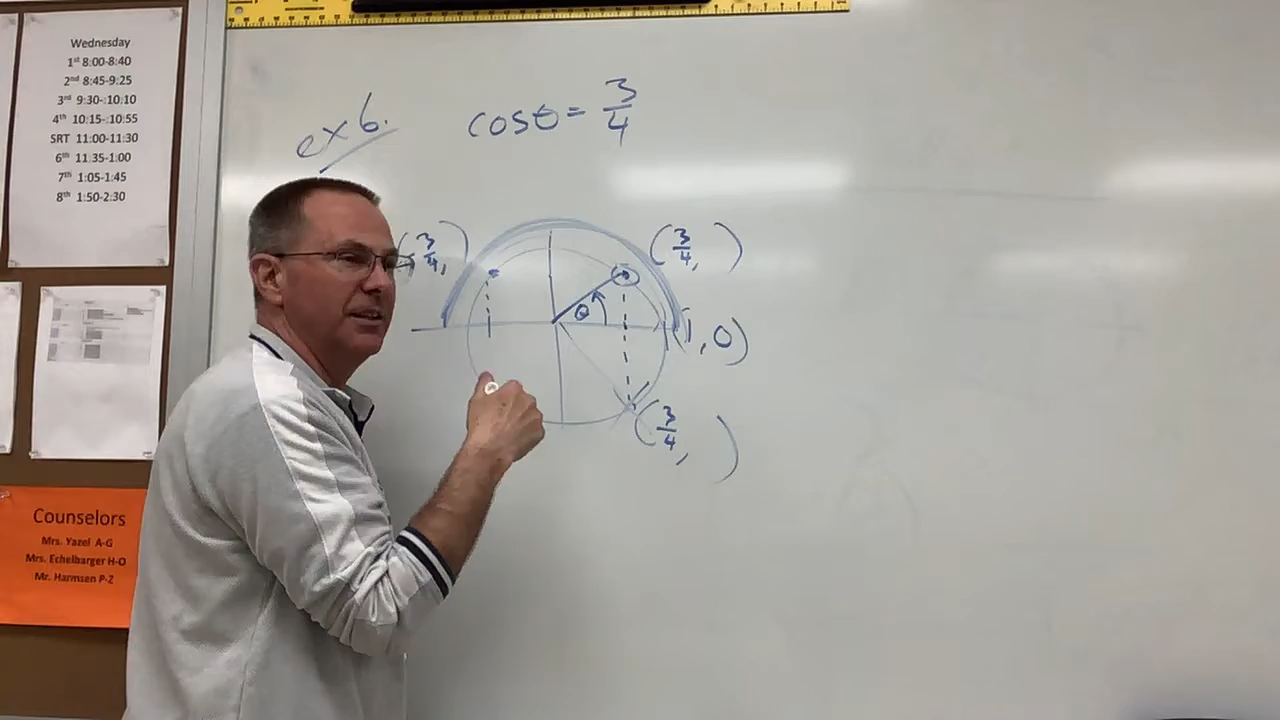 Wednesday
1st 8:00-8:40
2nd 8:45-9:25
3rd 9:30-10:10
4th 10:15-10:55
SRT 11:00-11:30
6th 11:35-1:00
7th 1:05-1:45
8th 1:50-2:30
Counselors
Mrs. Yazel A-G
Mrs. Echelbarger H-O
Mr. Harmsen P-Z
ex 6.
cosθ = 3/4
3/4, )
(3/4, )
θ
(1, 0)
(3/4, )